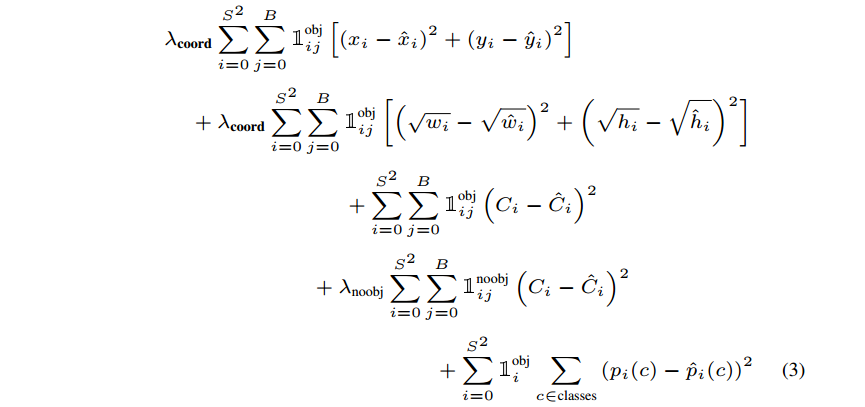 λ_coord ∑_{i=0}^{S^2} ∑_{j=0}^{B} 𝟙_{ij}^{obj} [(x_i − x̂_i)^2 + (y_i − ŷ_i)^2]
+ λ_coord ∑_{i=0}^{S^2} ∑_{j=0}^{B} 𝟙_{ij}^{obj} [(√w_i − √ŵ_i)^2 + (√h_i − √ĥ_i)^2]
+ ∑_{i=0}^{S^2} ∑_{j=0}^{B} 𝟙_{ij}^{obj} (C_i − Ĉ_i)^2
+ λ_noobj ∑_{i=0}^{S^2} ∑_{j=0}^{B} 𝟙_{ij}^{noobj} (C_i − Ĉ_i)^2
+ ∑_{i=0}^{S^2} 𝟙_i^{obj} ∑_{c∈classes} (p_i(c) − p̂_i(c))^2 (3)